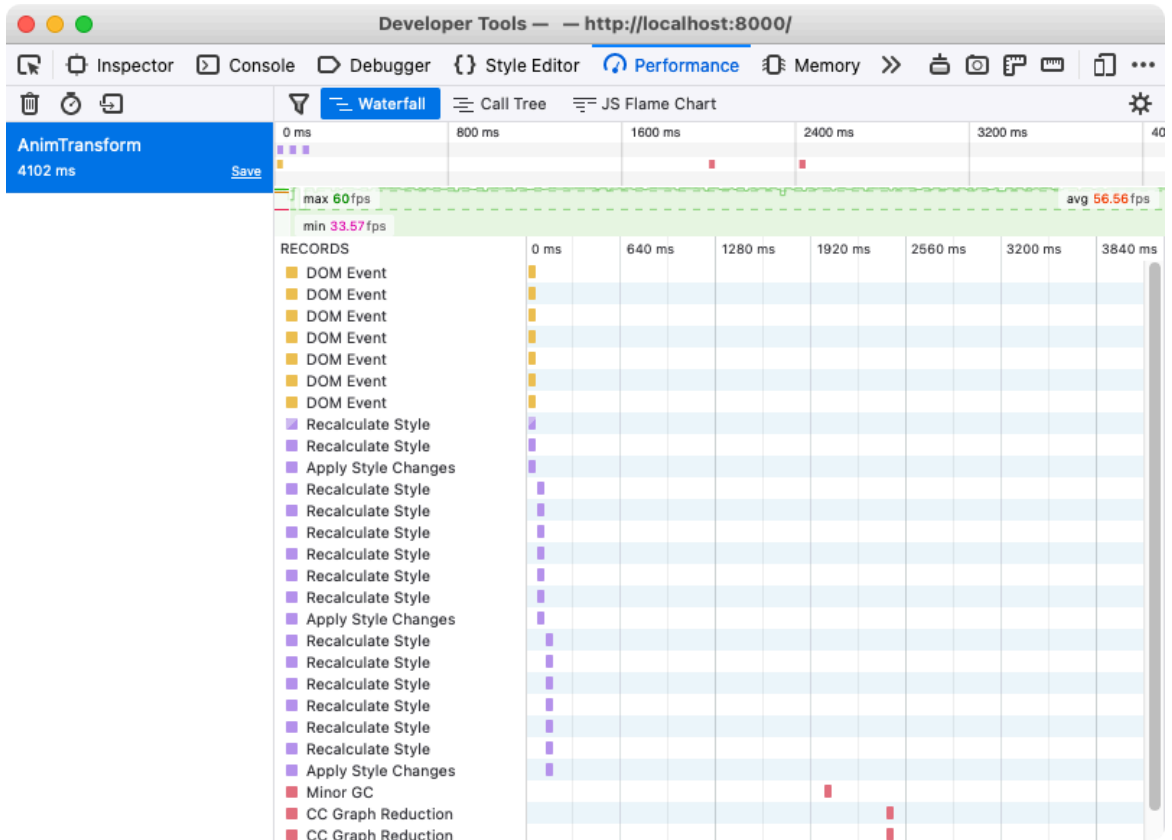 Developer Tools — — http://localhost:8000/
Inspector Console Debugger {} Style Editor Performance Memory
Waterfall Call Tree JS Flame Chart
AnimTransform
4102 ms Save
0 ms 800 ms 1600 ms 2400 ms 3200 ms 40
max 60fps avg 56.56fps
min 33.57fps
RECORDS 0 ms 640 ms 1280 ms 1920 ms 2560 ms 3200 ms 3840 ms
DOM Event
DOM Event
DOM Event
DOM Event
DOM Event
DOM Event
DOM Event
Recalculate Style
Recalculate Style
Apply Style Changes
Recalculate Style
Recalculate Style
Recalculate Style
Recalculate Style
Recalculate Style
Recalculate Style
Apply Style Changes
Recalculate Style
Recalculate Style
Recalculate Style
Recalculate Style
Recalculate Style
Recalculate Style
Apply Style Changes
Minor GC
CC Graph Reduction
CC Graph Reduction